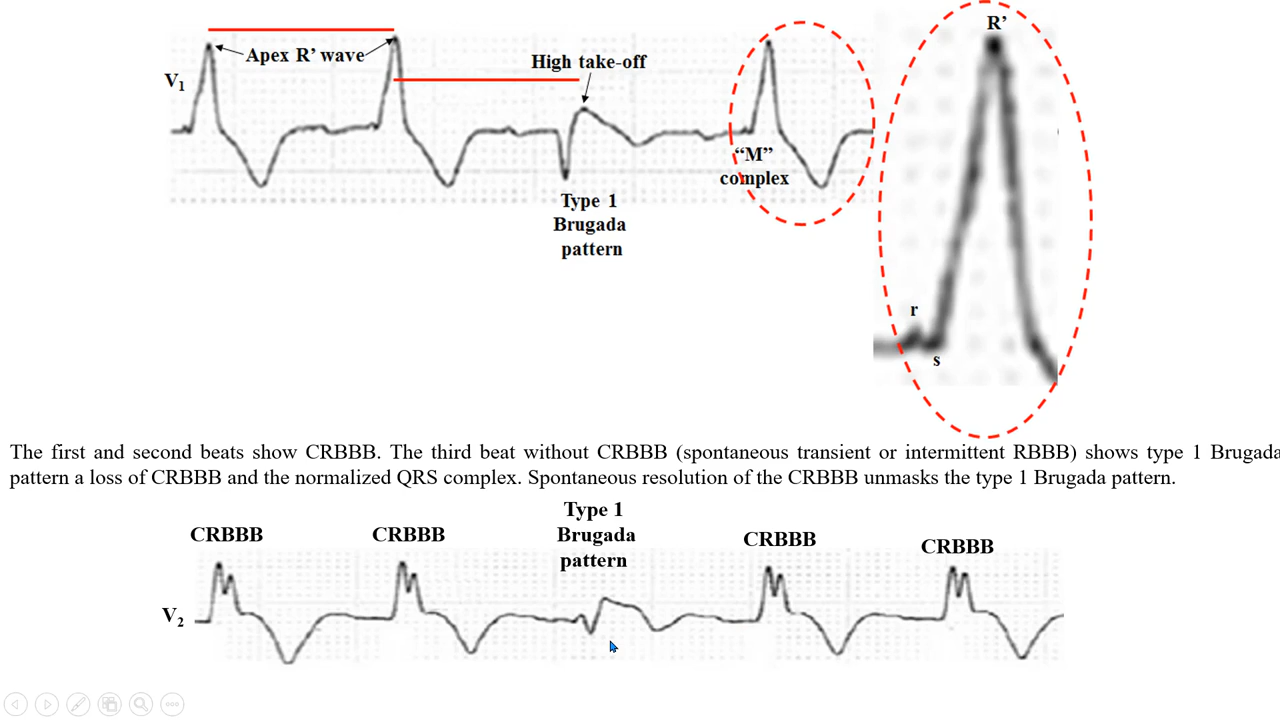 R’
Apex R’ wave
High take-off
V1
“M”
complex
Type 1
Brugada
pattern
r
s
The first and second beats show CRBBB. The third beat without CRBBB (spontaneous transient or intermittent RBBB) shows type 1 Brugada
pattern a loss of CRBBB and the normalized QRS complex. Spontaneous resolution of the CRBBB unmasks the type 1 Brugada pattern.
Type 1
Brugada
pattern
CRBBB
CRBBB
CRBBB
CRBBB
V2